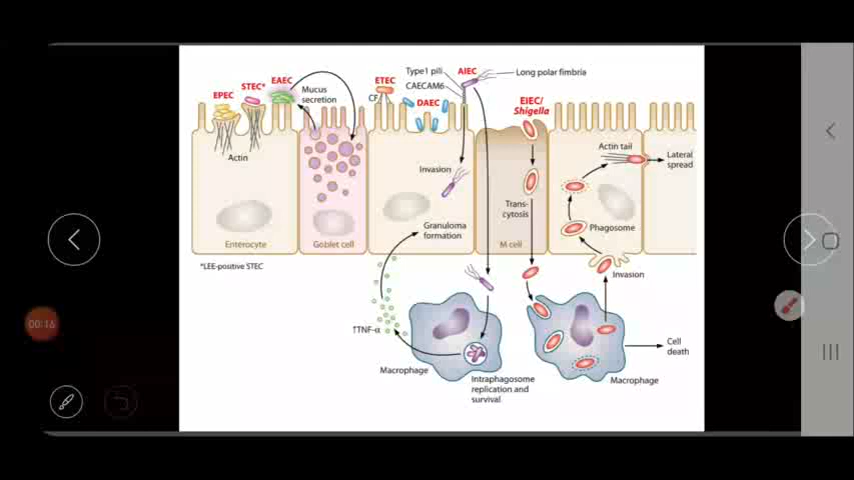 EPEC
STEC*
EAEC
Mucus
secretion
ETEC
CF
Type1 pili
CAECAM6
DAEC
AIEC
Long polar fimbria
EIEC/
Shigella
Actin
Invasion
Trans-
cytosis
Actin tail
Lateral
spread
Phagosome
Granuloma
formation
Enterocyte
Goblet cell
M cell
*LEE-positive STEC
Invasion
↑TNF-α
Macrophage
Intraphagosome
replication and
survival
Cell
death
Macrophage
00:16